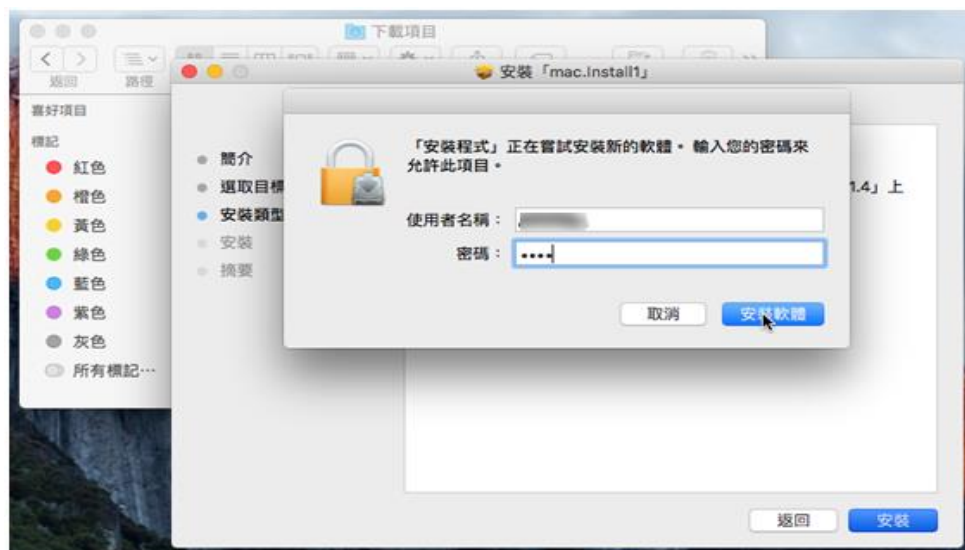 下載項目
返回
路徑
喜好項目
標記
紅色
橙色
黃色
綠色
藍色
紫色
灰色
所有標記…
安裝「mac.Install1」
簡介
選取目標
安裝類型
安裝
摘要
1.4」上
「安裝程式」正在嘗試安裝新的軟體。輸入您的密碼來
允許此項目。
使用者名稱：
密碼： ••••
取消
安裝軟體
返回
安裝